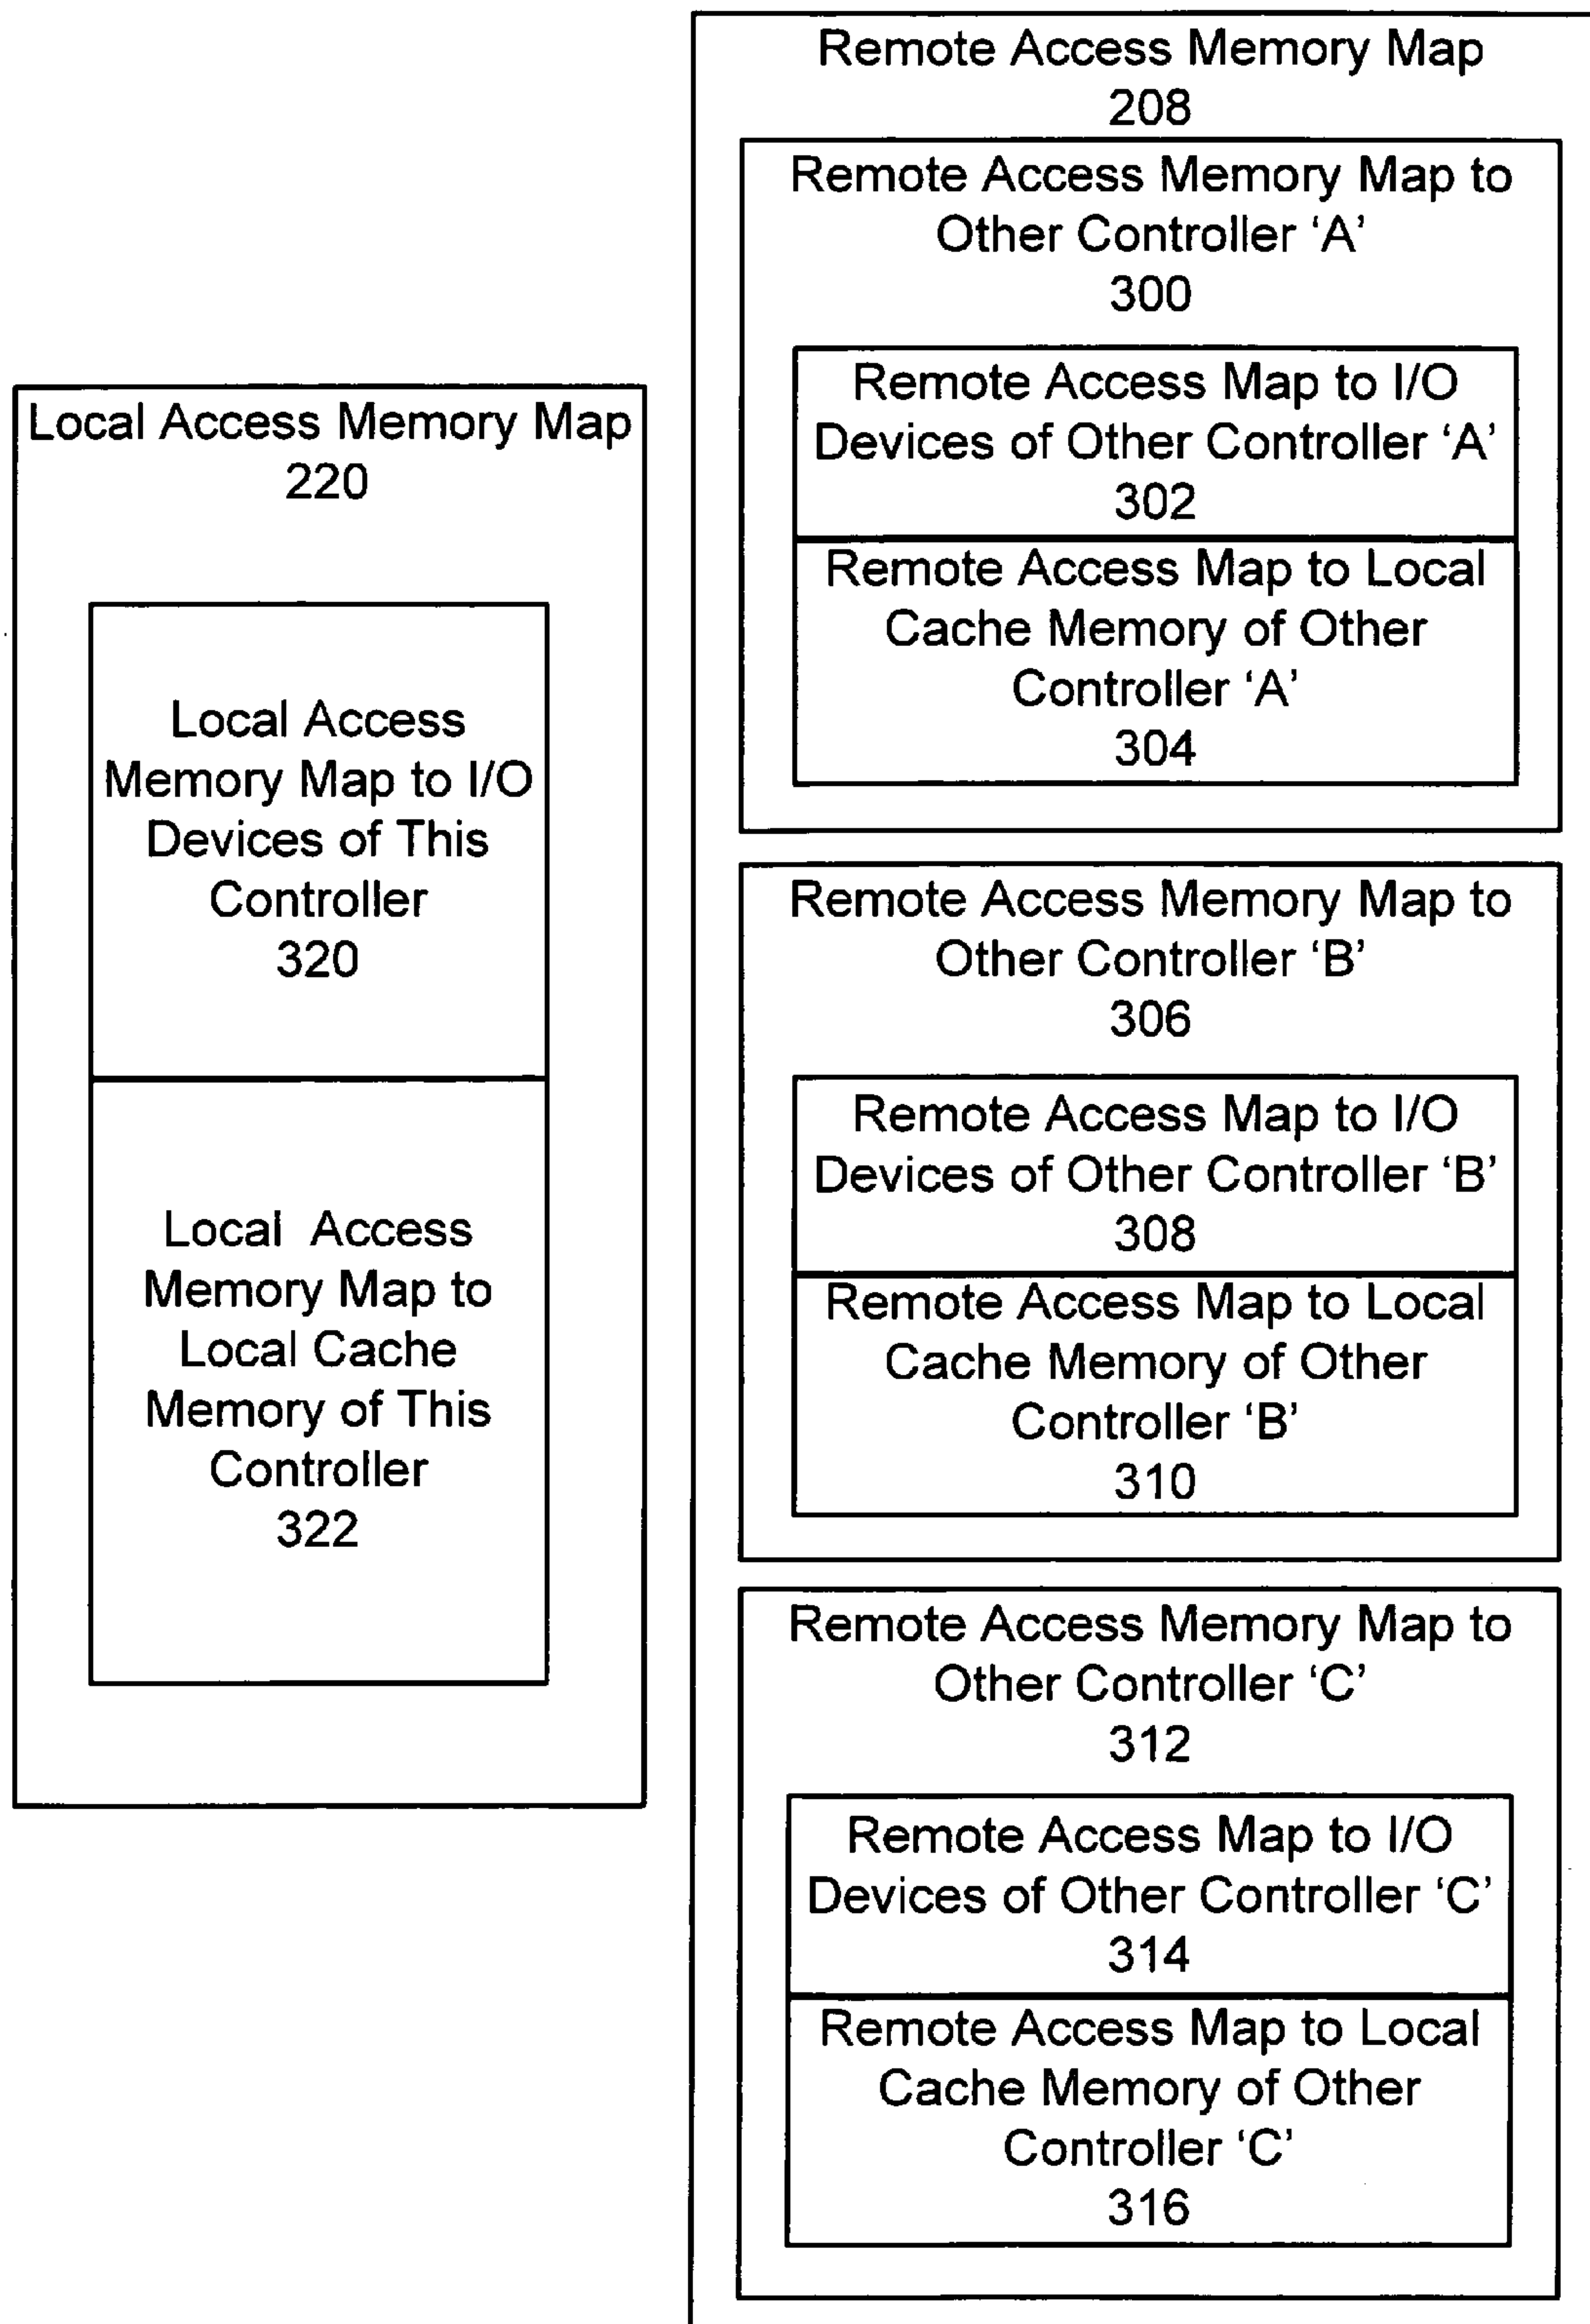 Local Access Memory Map
220
Local Access
Memory Map to I/O
Devices of This
Controller
320
Local Access
Memory Map to
Local Cache
Memory of This
Controller
322
Remote Access Memory Map
208
Remote Access Memory Map to
Other Controller ‘A’
300
Remote Access Map to I/O
Devices of Other Controller ‘A’
302
Remote Access Map to Local
Cache Memory of Other
Controller ‘A’
304
Remote Access Memory Map to
Other Controller ‘B’
306
Remote Access Map to I/O
Devices of Other Controller ‘B’
308
Remote Access Map to Local
Cache Memory of Other
Controller ‘B’
310
Remote Access Memory Map to
Other Controller ‘C’
312
Remote Access Map to I/O
Devices of Other Controller ‘C’
314
Remote Access Map to Local
Cache Memory of Other
Controller ‘C’
316